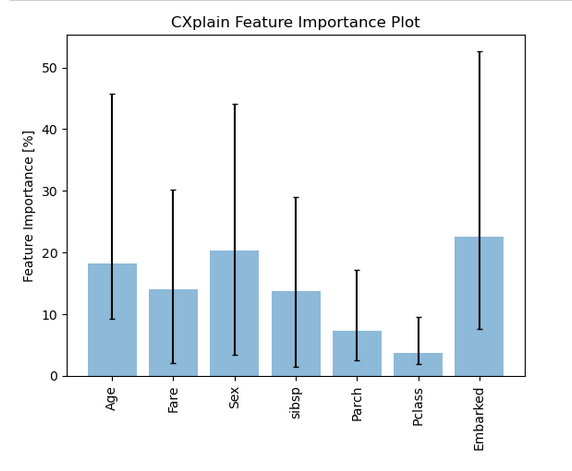 CXplain Feature Importance Plot
Feature Importance [%]
50
40
30
20
10
0
Age
Fare
Sex
sibsp
Parch
Pclass
Embarked